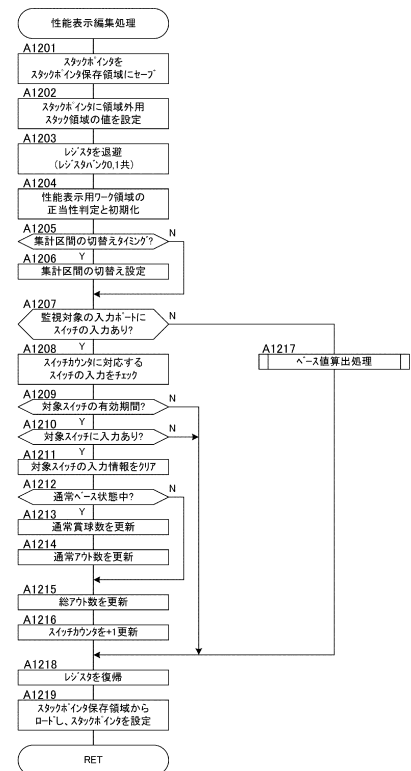 性能表示編集処理
A1201
スタックポインタを
スタックポインタ保存領域にセーブ
A1202
スタックポインタに領域外用
スタック領域の値を設定
A1203
レジスタを退避
(レジスタバンク0,1共)
A1204
性能表示用ワーク領域の
正当性判定と初期化
A1205
集計区間の切替えタイミング?
N
Y
A1206
集計区間の切替え設定
A1207
監視対象の入力ポートに
スイッチの入力あり?
N
Y
A1208
スイッチカウンタに対応する
スイッチの入力をチェック
A1217
ベース値算出処理
A1209
対象スイッチの有効期間?
N
Y
A1210
対象スイッチに入力あり?
N
Y
A1211
対象スイッチの入力情報をクリア
A1212
通常ベース状態中?
N
Y
A1213
通常賞球数を更新
A1214
通常アウト数を更新
A1215
総アウト数を更新
A1216
スイッチカウンタを+1更新
A1218
レジスタを復帰
A1219
スタックポインタ保存領域から
ロードし、スタックポインタを設定
RET